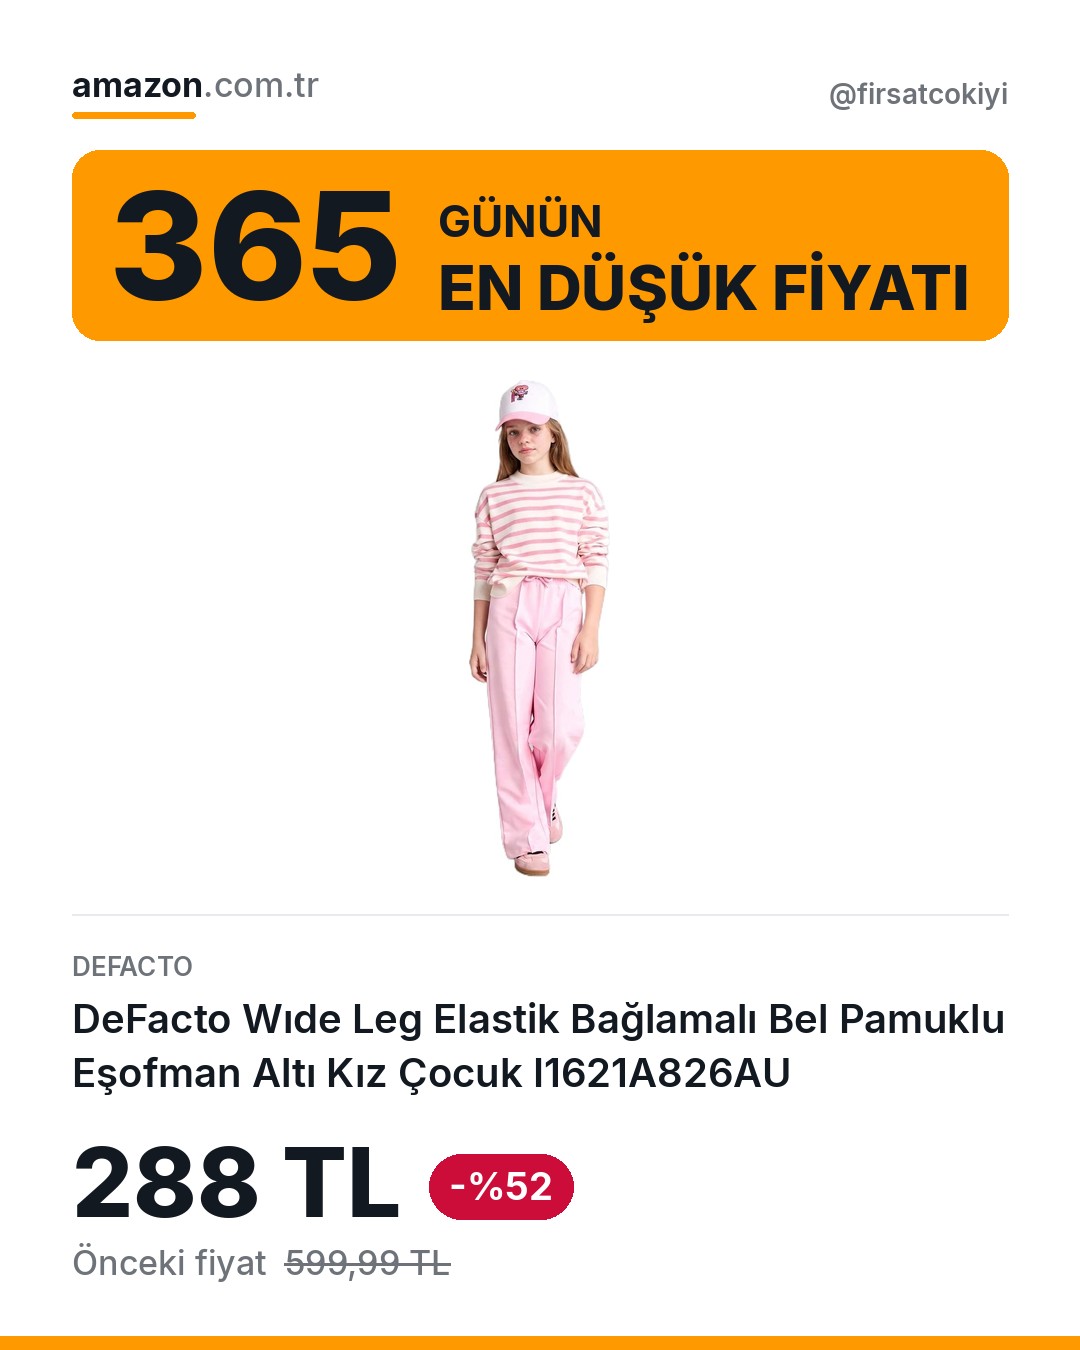 amazon.com.tr
@firsatcokiyi
365
GÜNÜN
EN DÜŞÜK FİYATI
DEFACTO
DeFacto Wıde Leg Elastik Bağlamalı Bel Pamuklu
Eşofman Altı Kız Çocuk I1621A826AU
288 TL
-%52
Önceki fiyat 599,99 TL